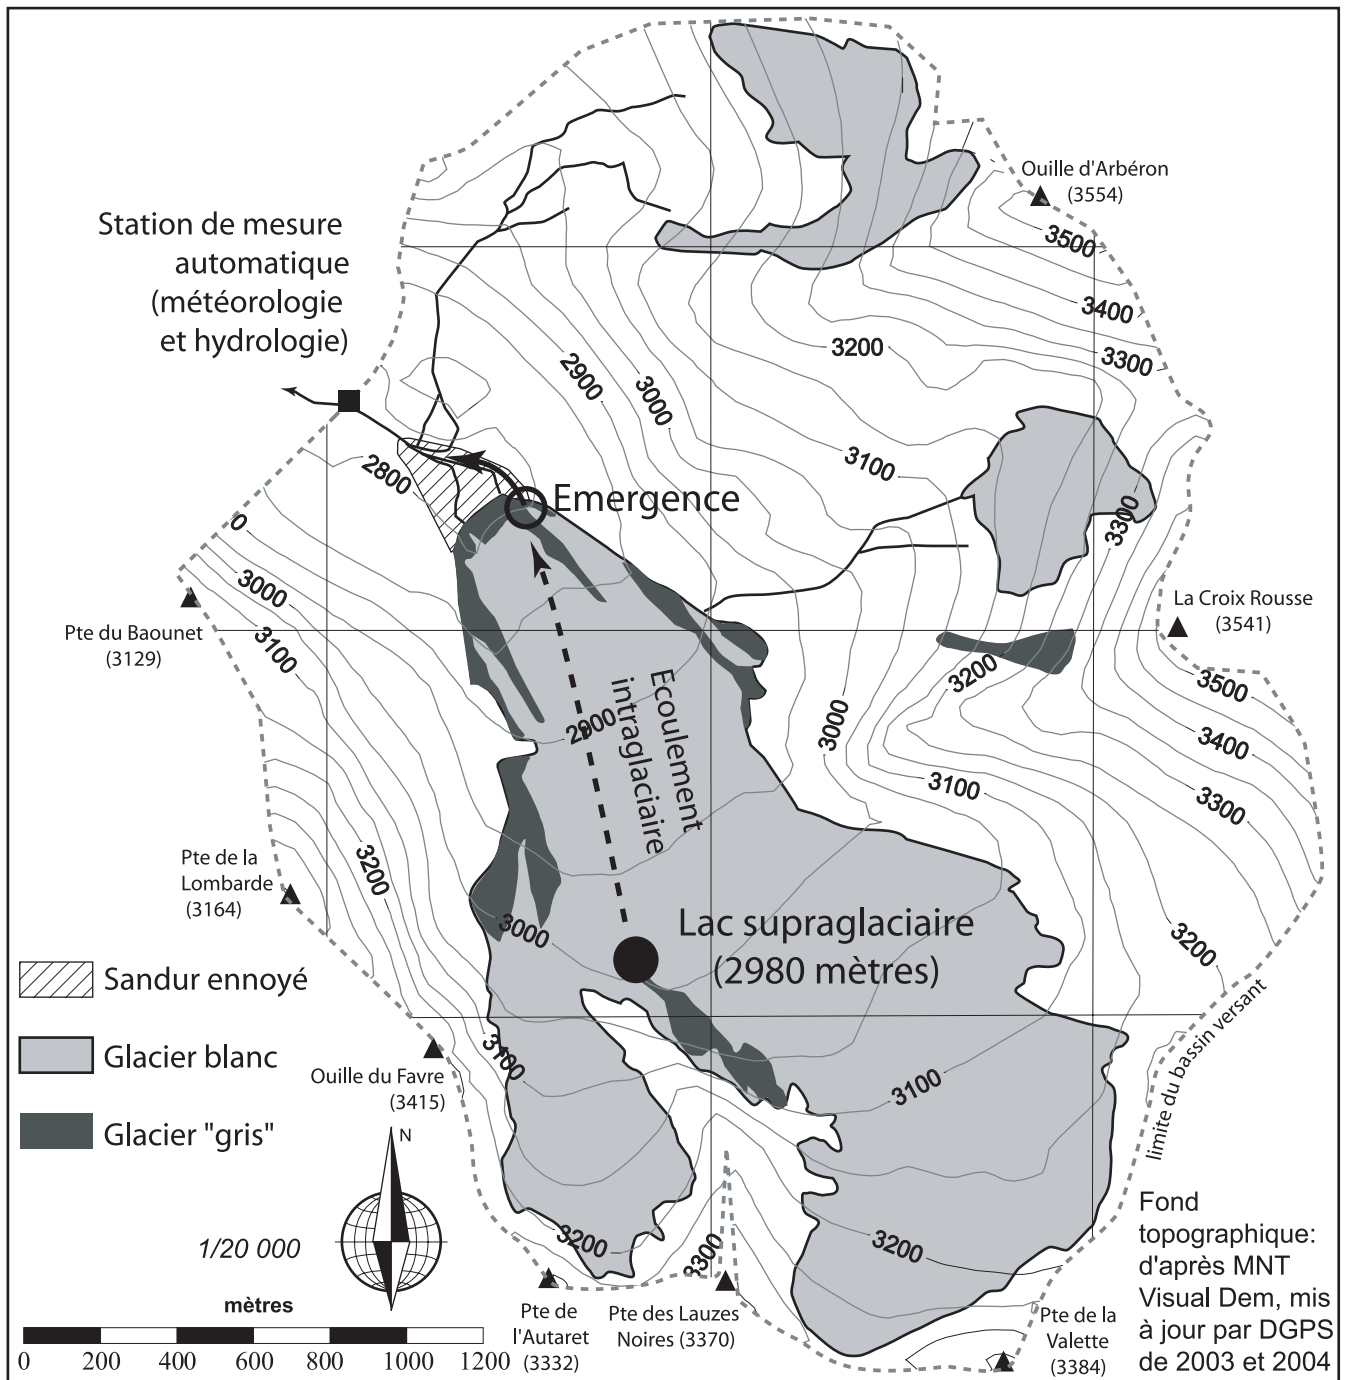 Ouille d'Arbéron
(3554)
Station de mesure
automatique
(météorologie
et hydrologie)
3500
3400
3300
3200
2900
3000
3100
2800
Emergence
3300
0
3000
3100
Pte du Baounet
(3129)
La Croix Rousse
(3541)
3200
3500
3400
3300
3000
3100
2900
Ecoulement
intraglaciaire
3200
Pte de la
Lombarde
(3164)
3000
Lac supraglaciaire
(2980 mètres)
3200
Sandur ennoyé
Glacier blanc
Glacier "gris"
3100
Ouille du Favre
(3415)
3100
limite du bassin versant
N
1/20 000
mètres
0 200 400 600 800 1000 1200
3200
3300
3200
Pte de
l'Autaret
(3332)
Pte des Lauzes
Noires (3370)
Pte de la
Valette
(3384)
Fond
topographique:
d'après MNT
Visual Dem, mis
à jour par DGPS
de 2003 et 2004